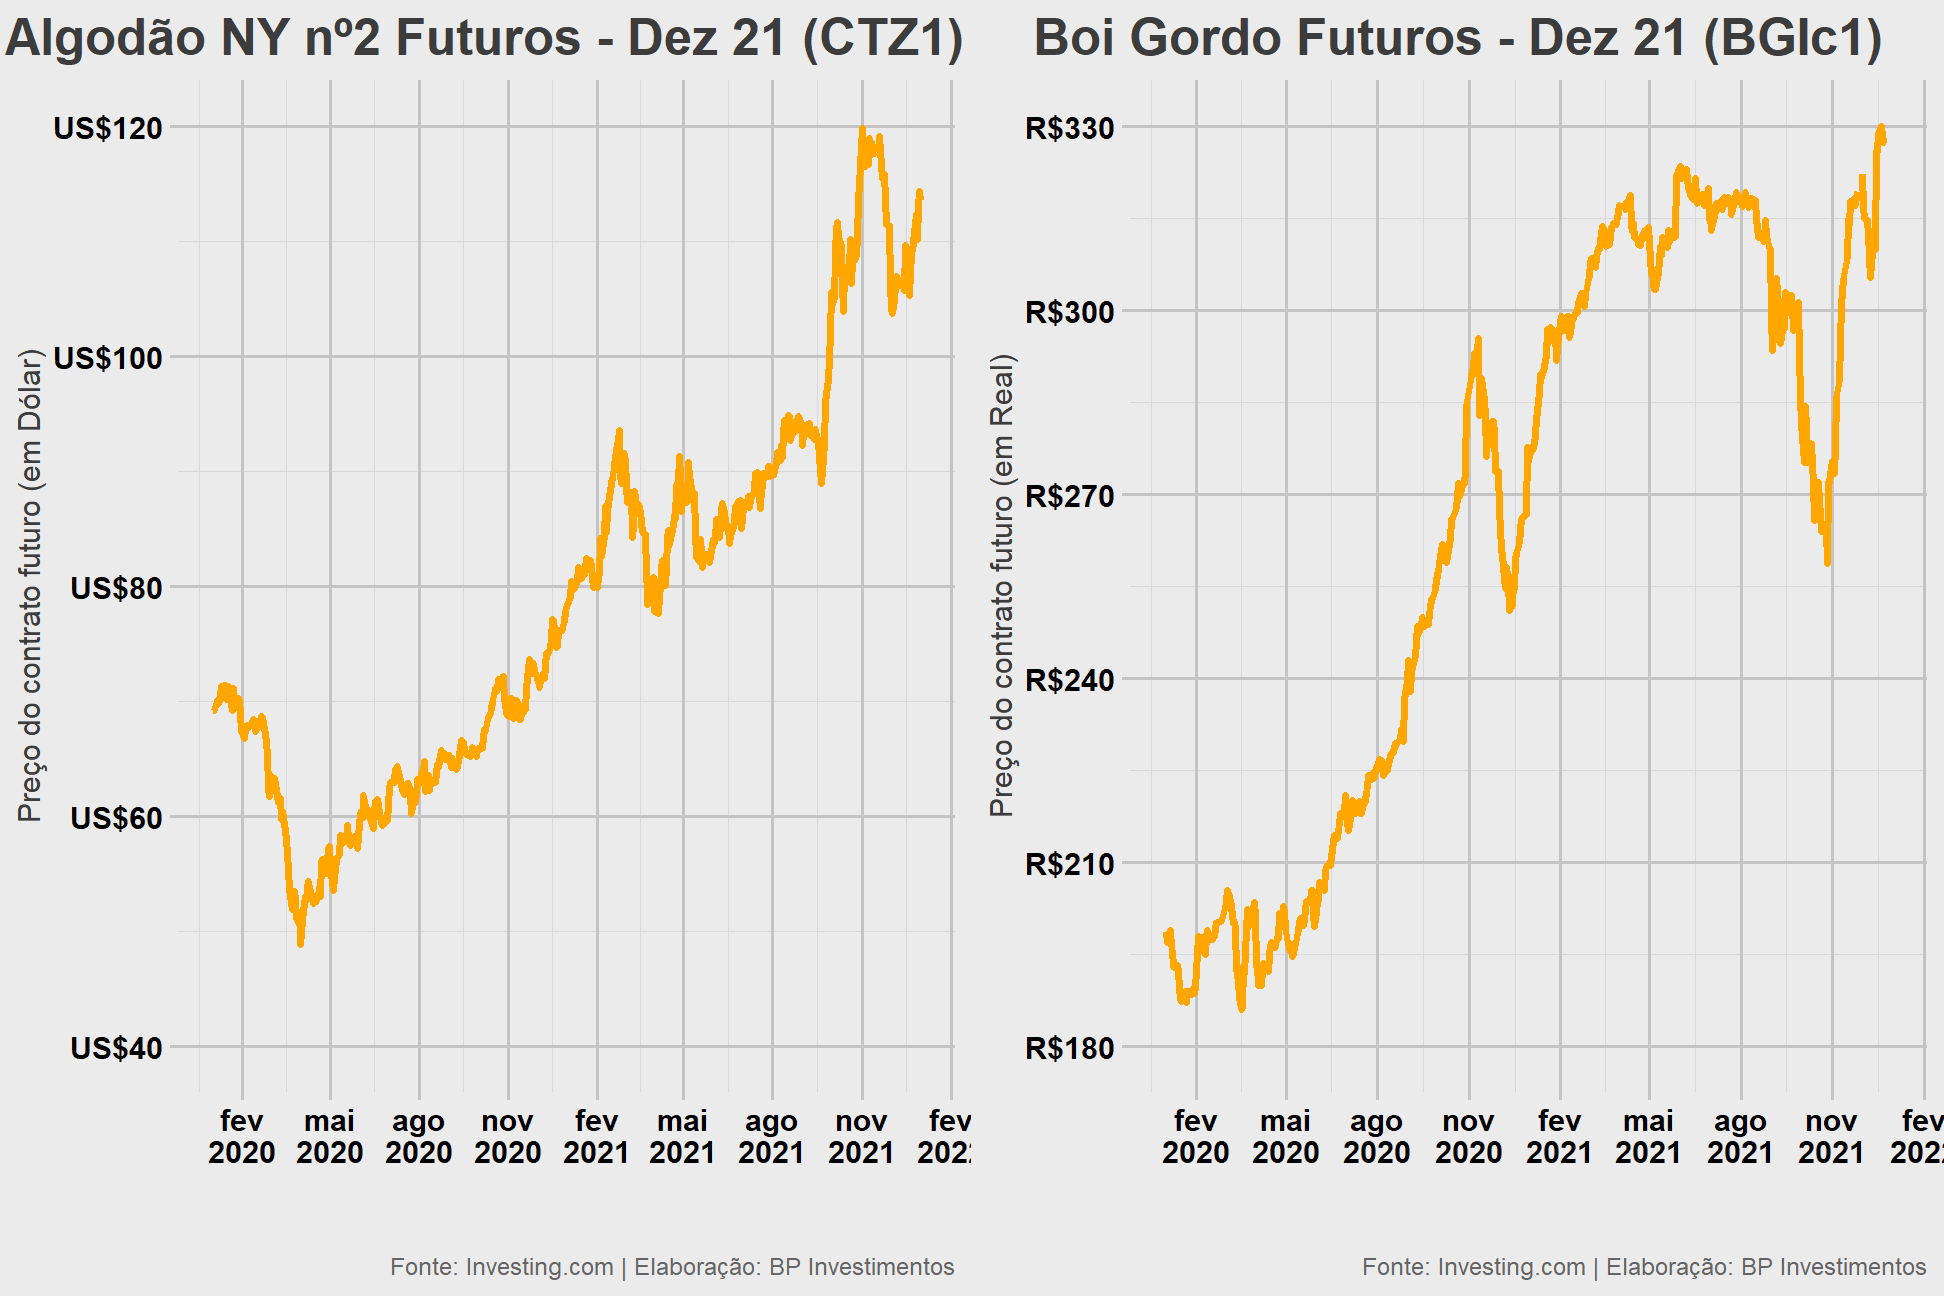 Algodão NY nº2 Futuros - Dez 21 (CTZ1)
Preço do contrato futuro (em Dólar)
US$120
US$100
US$80
US$60
US$40
fev mai ago nov fev mai ago nov fev
2020 2020 2020 2020 2021 2021 2021 2021 2022
Fonte: Investing.com | Elaboração: BP Investimentos
Boi Gordo Futuros - Dez 21 (BGIc1)
Preço do contrato futuro (em Real)
R$330
R$300
R$270
R$240
R$210
R$180
fev mai ago nov fev mai ago nov fev
2020 2020 2020 2020 2021 2021 2021 2021 2022
Fonte: Investing.com | Elaboração: BP Investimentos